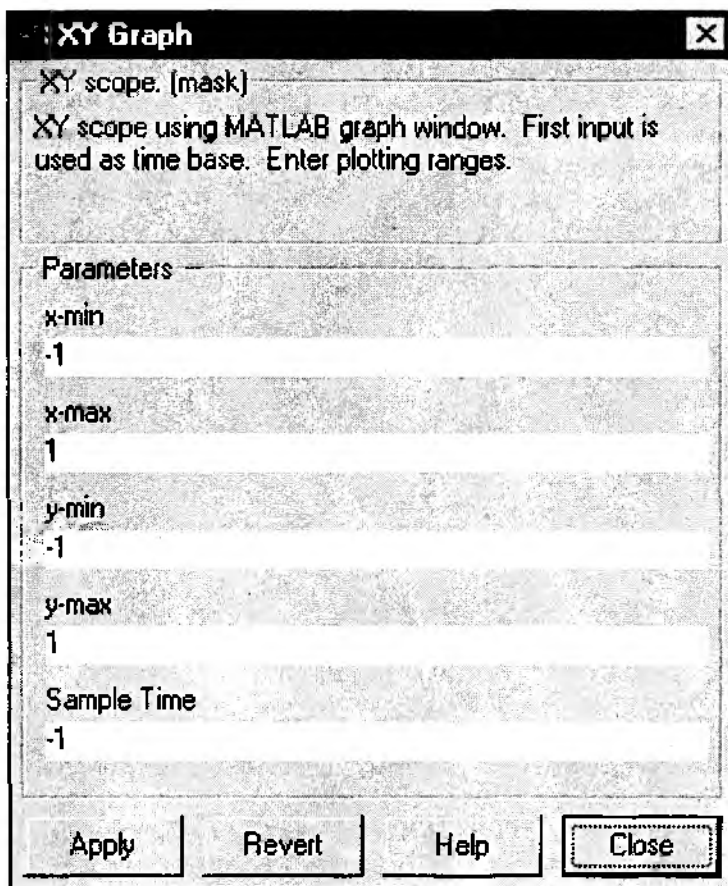 XY Graph
XY scope. (mask)
XY scope using MATLAB graph window. First input is
used as time base. Enter plotting ranges.
Parameters
x-min
-1
x-max
1
y-min
-1
y-max
1
Sample Time
-1
Apply Revert Help Close